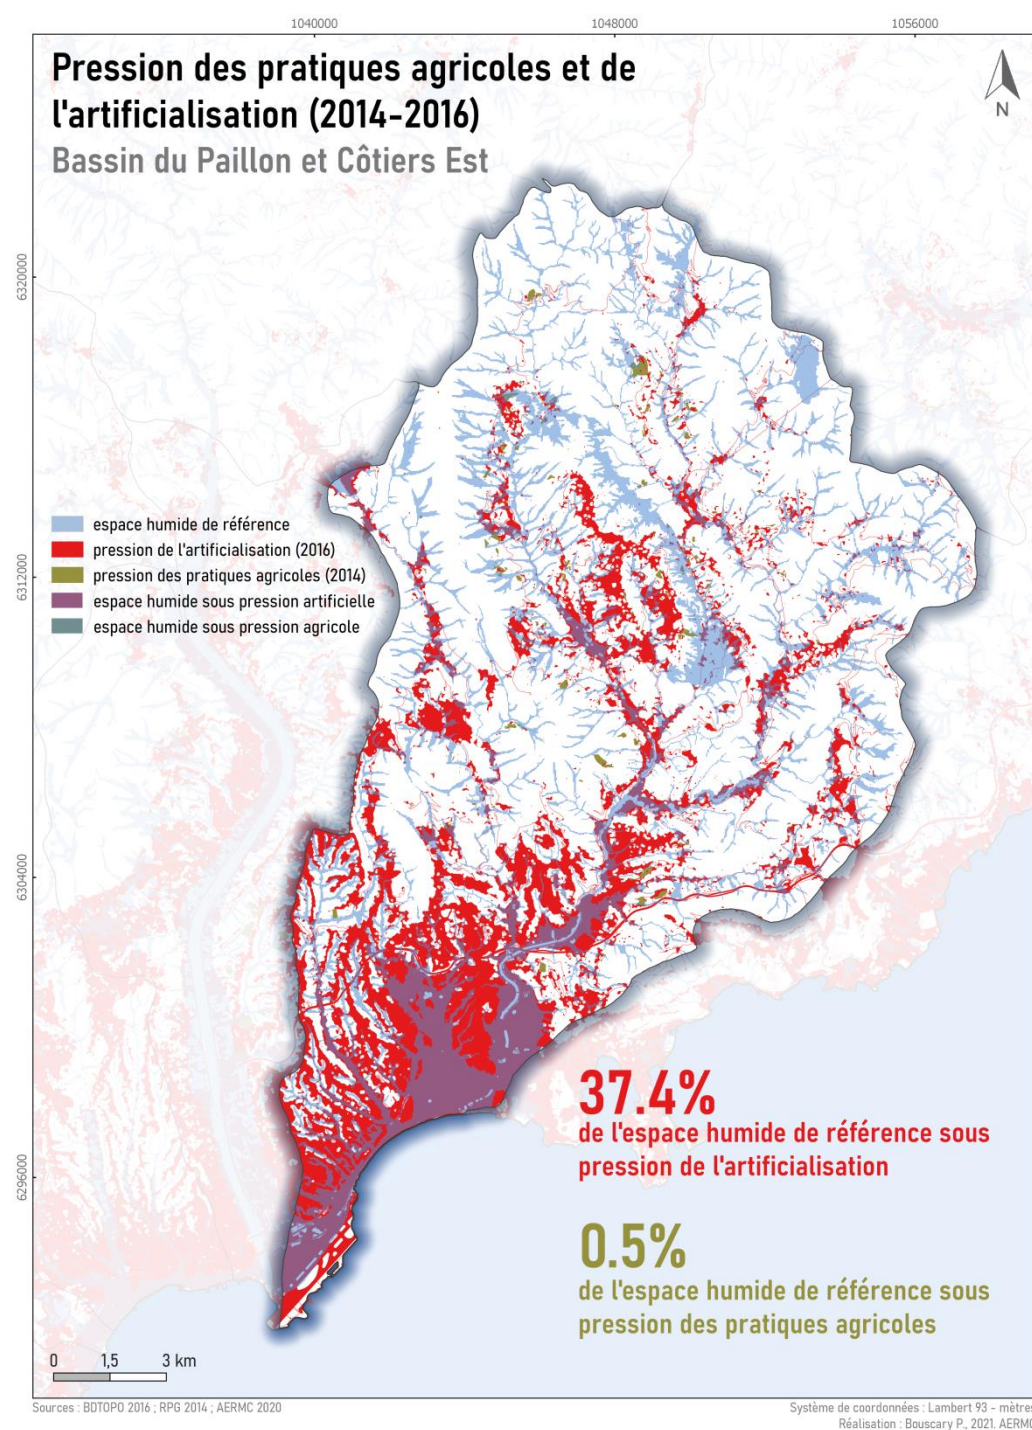 1040000 1048000 1056000
Pression des pratiques agricoles et de
l'artificialisation (2014-2016)
Bassin du Paillon et Côtiers Est
N
6320000
6312000
6304000
6296000
espace humide de référence
pression de l'artificialisation (2016)
pression des pratiques agricoles (2014)
espace humide sous pression artificielle
espace humide sous pression agricole
37.4%
de l'espace humide de référence sous
pression de l'artificialisation
0.5%
de l'espace humide de référence sous
pression des pratiques agricoles
0 1,5 3 km
Sources : BDTOPO 2016 ; RPG 2014 ; AERMC 2020
Système de coordonnées : Lambert 93 - mètres
Réalisation : Bouscary P., 2021. AERMC